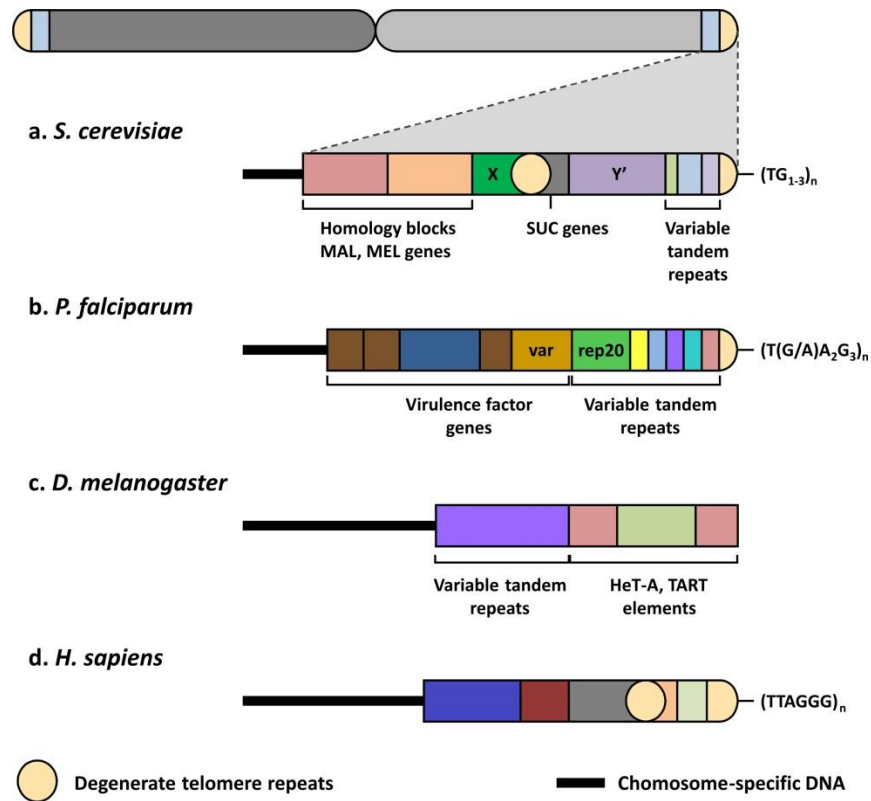 a. S. cerevisiae
X
Y'
(TG₁₋₃)ₙ
Homology blocks
MAL, MEL genes
SUC genes
Variable
tandem
repeats
b. P. falciparum
var
rep20
(T(G/A)A₂G₃)ₙ
Virulence factor
genes
Variable tandem
repeats
c. D. melanogaster
Variable tandem
repeats
HeT-A, TART
elements
d. H. sapiens
(TTAGGG)ₙ
Degenerate telomere repeats
Chomosome-specific DNA